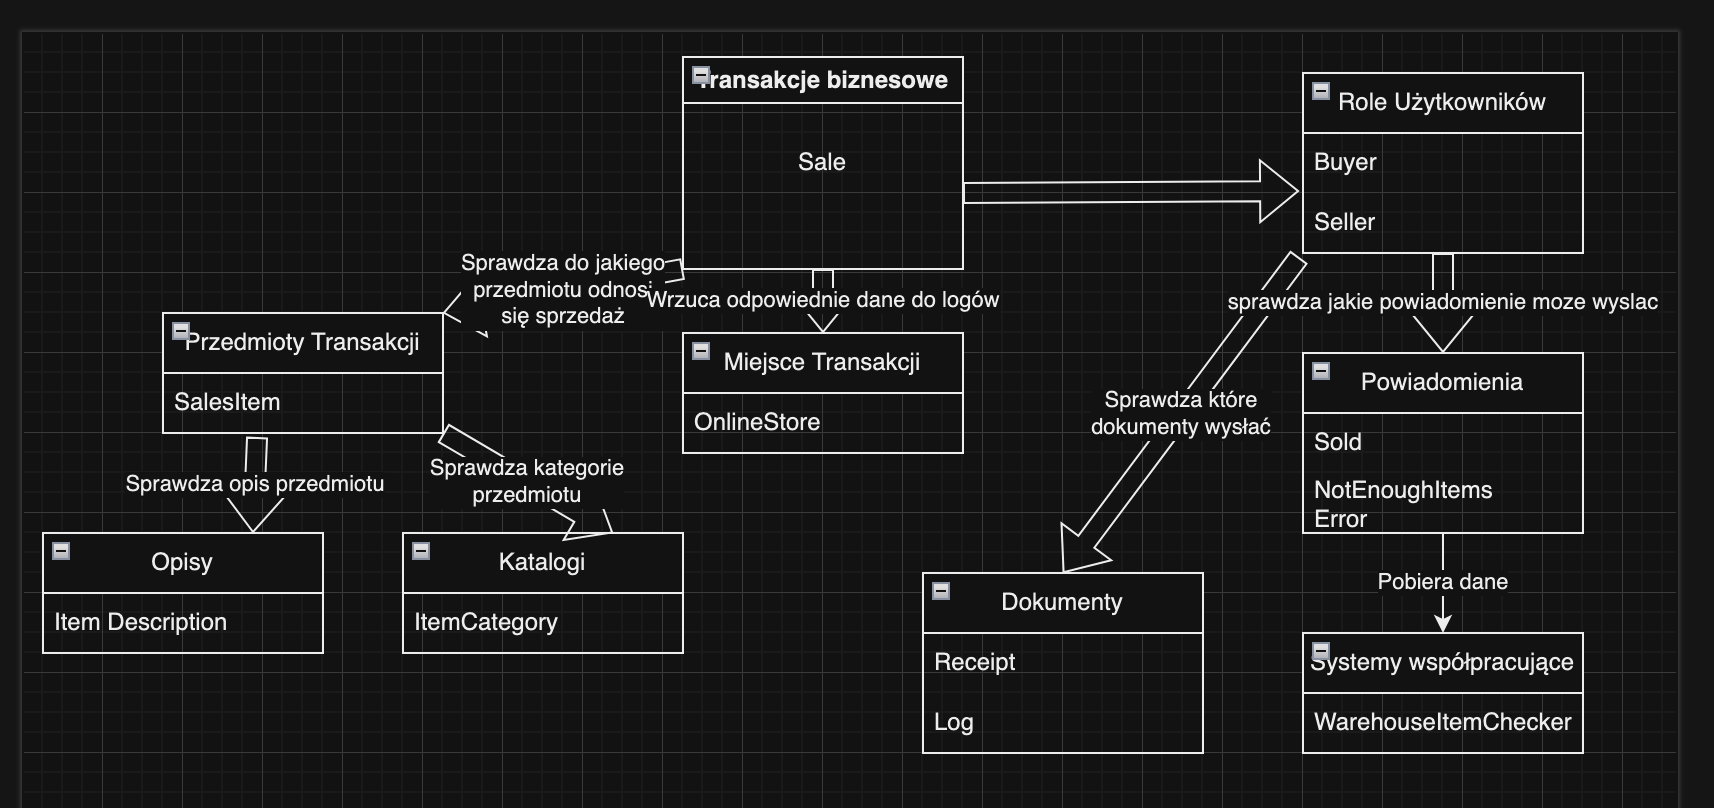 Transakcje biznesowe
Sale
Role Użytkowników
Buyer
Seller
Sprawdza do jakiego
przedmiotu odnosi
się sprzedaż
Wrzuca odpowiednie dane do logów
sprawdza jakie powiadomienie moze wyslac
Przedmioty Transakcji
SalesItem
Miejsce Transakcji
OnlineStore
Sprawdza które
dokumenty wysłać
Powiadomienia
Sold
NotEnoughItems
Error
Sprawdza opis przedmiotu
Sprawdza kategorie
przedmiotu
Opisy
Item Description
Katalogi
ItemCategory
Dokumenty
Receipt
Log
Pobiera dane
Systemy współpracujące
WarehouseItemChecker